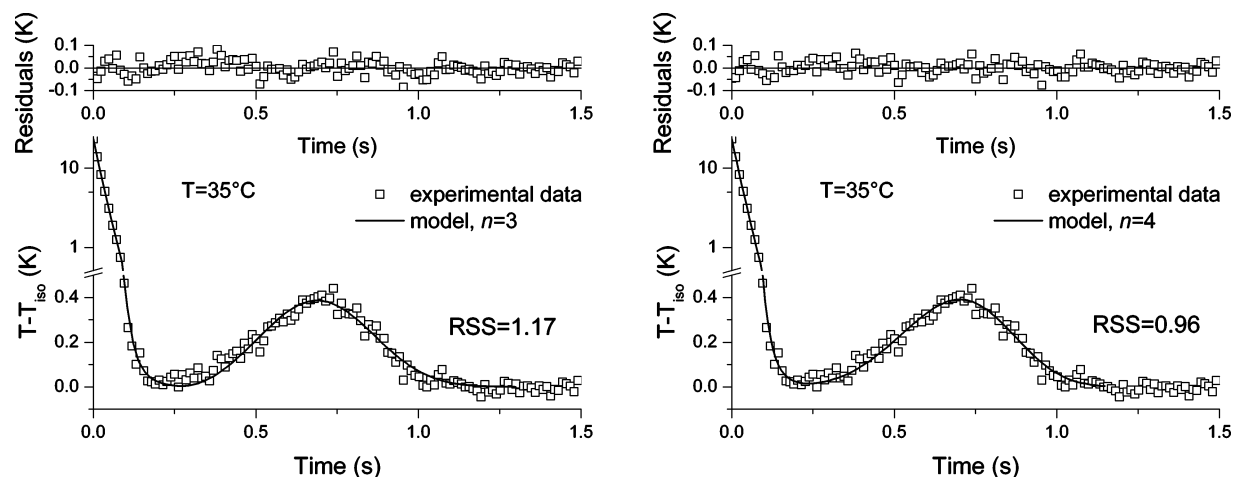 Residuals (K)
0.1
0.0
-0.1
0.0
0.5
1.0
1.5
Time (s)
T-Tiso (K)
10
1
0.4
0.2
0.0
T=35°C
experimental data
model, n=3
RSS=1.17
0.0
0.5
1.0
1.5
Time (s)
Residuals (K)
0.1
0.0
-0.1
0.0
0.5
1.0
1.5
Time (s)
T-Tiso (K)
10
1
0.4
0.2
0.0
T=35°C
experimental data
model, n=4
RSS=0.96
0.0
0.5
1.0
1.5
Time (s)